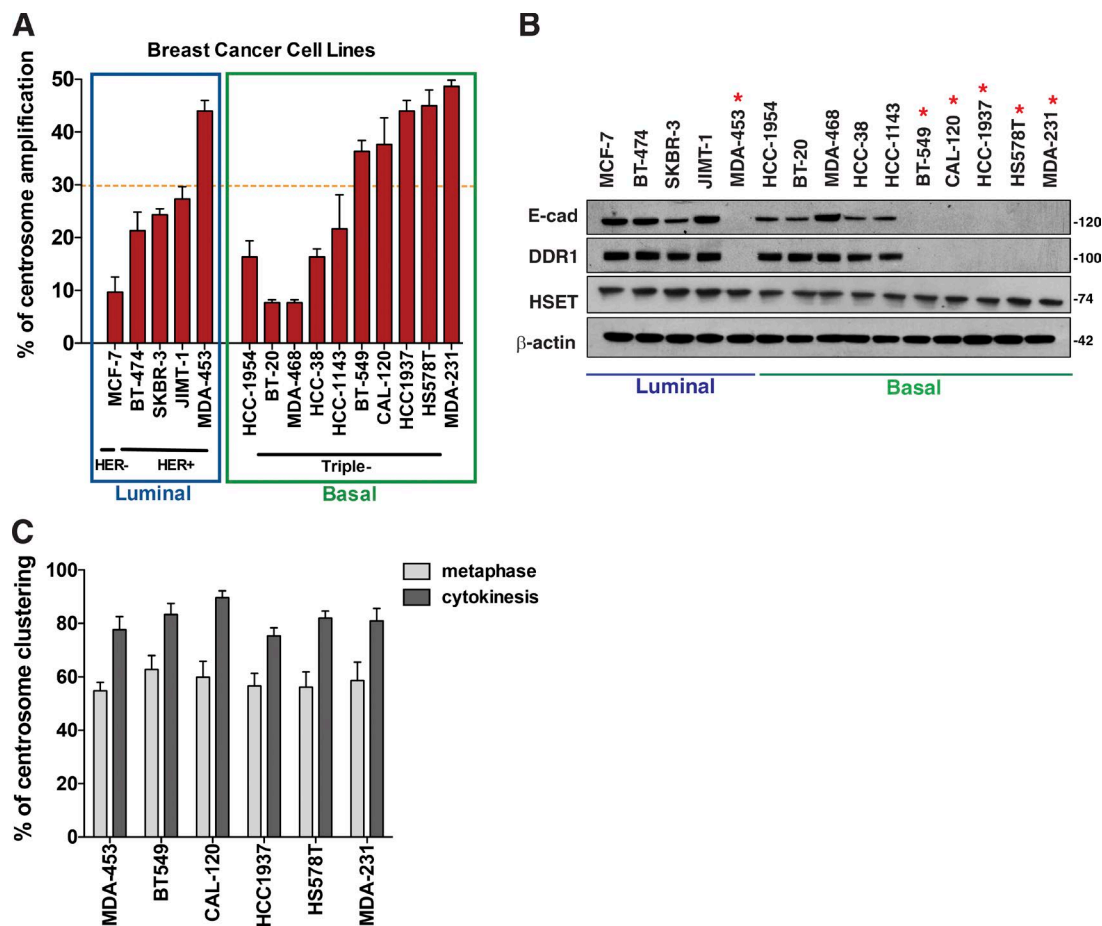 A
Breast Cancer Cell Lines
% of centrosome amplification
50
40
30
20
10
0
MCF-7
BT-474
SKBR-3
JIMT-1
MDA-453
HCC-1954
BT-20
MDA-468
HCC-38
HCC-1143
BT-549
CAL-120
HCC1937
HS578T
MDA-231
HER-
HER+
Triple-
Luminal
Basal
B
MCF-7
BT-474
SKBR-3
JIMT-1
MDA-453 *
HCC-1954
BT-20
MDA-468
HCC-38
HCC-1143
BT-549 *
CAL-120 *
HCC-1937 *
HS578T *
MDA-231 *
E-cad
-120
DDR1
-100
HSET
-74
β-actin
-42
Luminal
Basal
C
% of centrosome clustering
100
80
60
40
20
0
metaphase
cytokinesis
MDA-453
BT549
CAL-120
HCC1937
HS578T
MDA-231